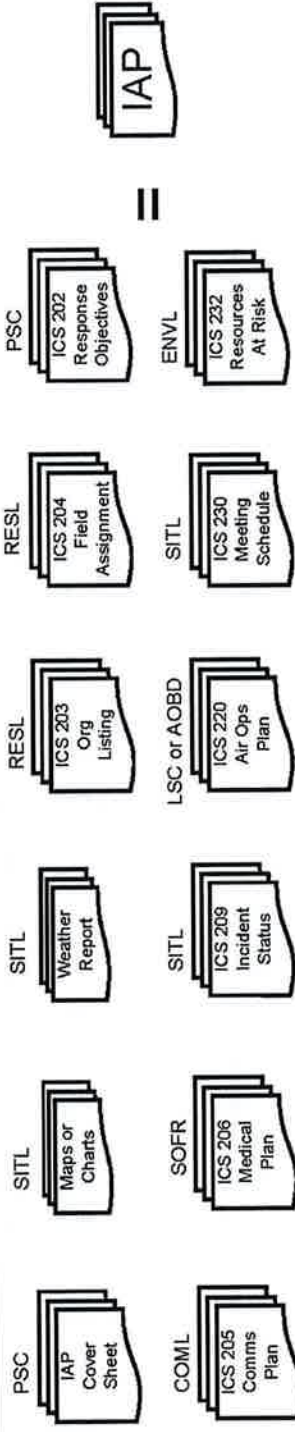 PSC
IAP
Cover
Sheet
SITL
Maps or
Charts
SITL
Weather
Report
RESL
ICS 203
Org
Listing
RESL
ICS 204
Field
Assignment
PSC
ICS 202
Response
Objectives
COML
ICS 205
Comms
Plan
SOFR
ICS 206
Medical
Plan
SITL
ICS 209
Incident
Status
LSC or AOBD
ICS 220
Air Ops
Plan
SITL
ICS 230
Meeting
Schedule
ENVL
ICS 232
Resources
At Risk
=
IAP